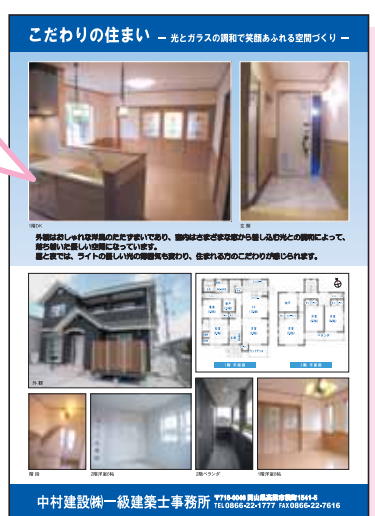 こだわりの住まい ― 光とガラスの調和で笑顔あふれる空間づくり ―
1階DK
玄関
外観はおしゃれな洋風のたたずまいであり、室内はさまざまな窓から差し込む光との調和によって、
落ち着いた優しい空間になっています。
昼と夜では、ライトの優しい光の雰囲気も変わり、住まれる方のこだわりが感じられます。
外観
1階 平面図
2階 平面図
階段
2階洋室6帖
2階ベランダ
1階洋室8帖
中村建設㈱一級建築士事務所
TEL0866-22-1777 FAX0866-22-7616